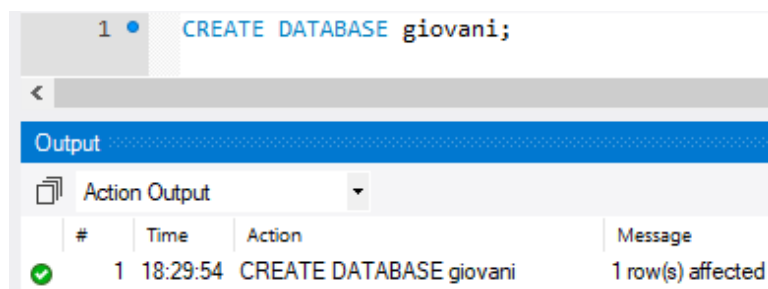 1 CREATE DATABASE giovani;
Output
Action Output
# Time Action Message
1 18:29:54 CREATE DATABASE giovani 1 row(s) affected